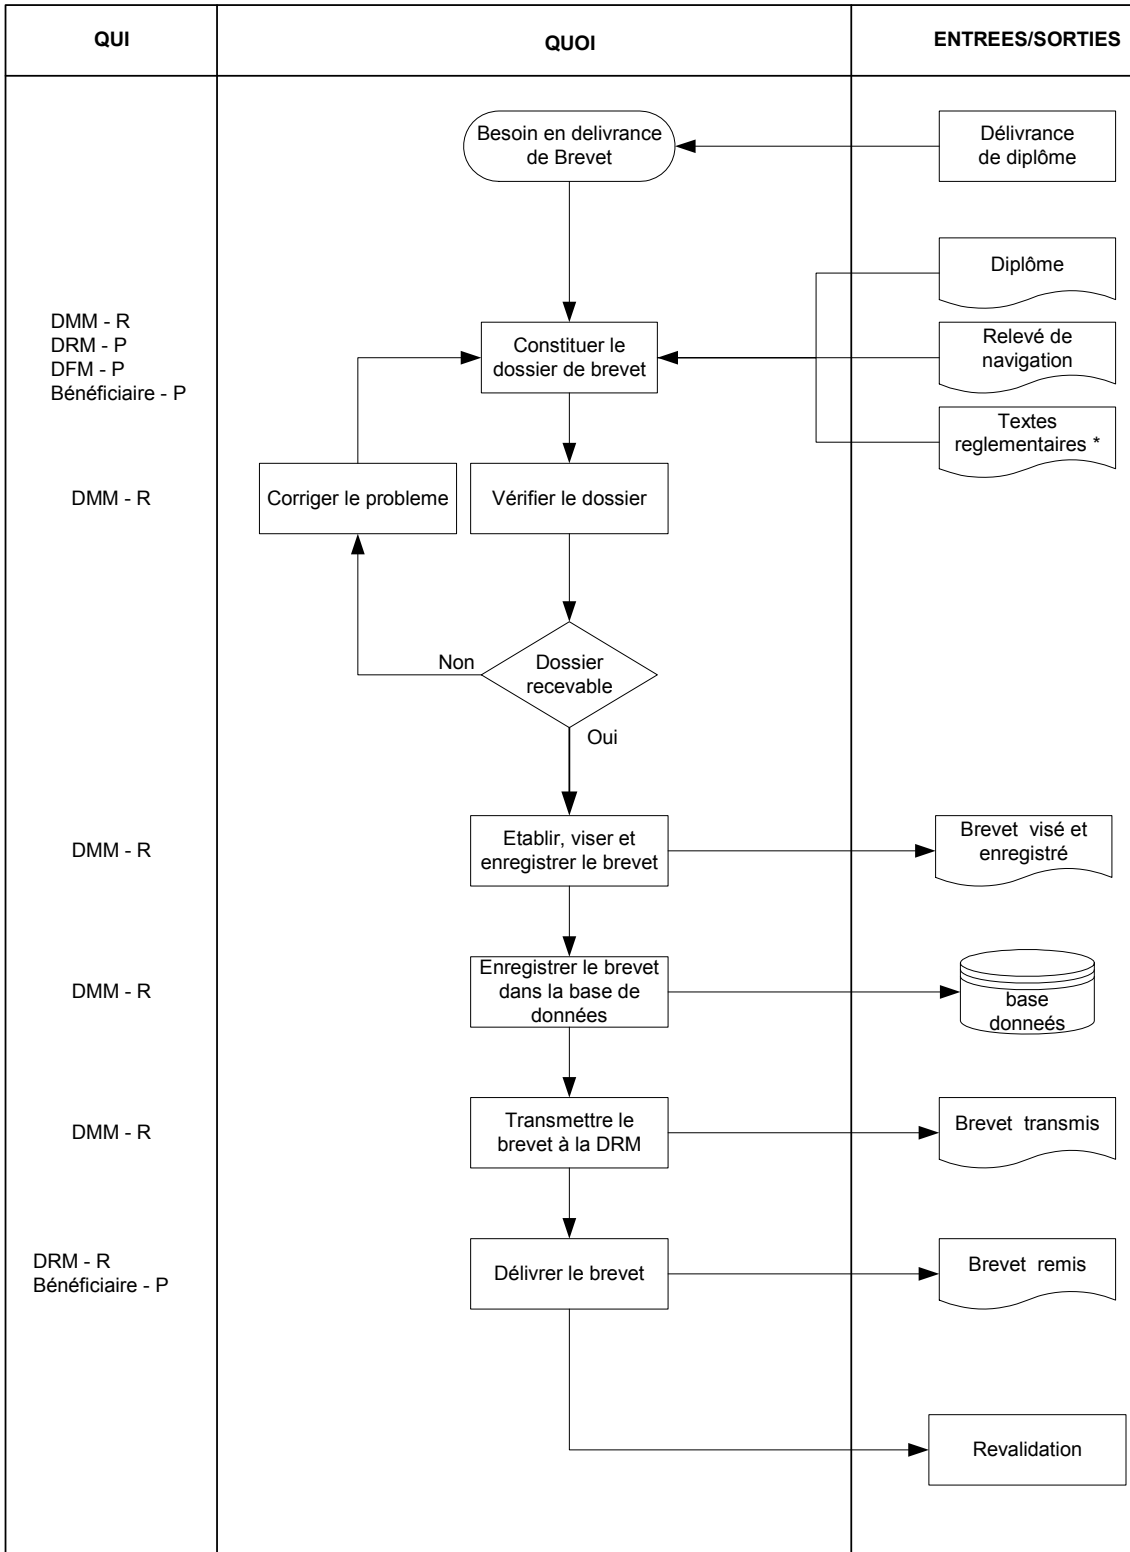 QUI
QUOI
ENTREES/SORTIES
Besoin en delivrance
de Brevet
Délivrance
de diplôme
Diplôme
DMM - R
DRM - P
DFM - P
Bénéficiaire - P
Constituer le
dossier de brevet
Relevé de
navigation
Textes
reglementaires *
DMM - R
Corriger le probleme
Vérifier le dossier
Non
Dossier
recevable
Oui
DMM - R
Etablir, viser et
enregistrer le brevet
Brevet visé et
enregistré
DMM - R
Enregistrer le brevet
dans la base de
données
base
donneés
DMM - R
Transmettre le
brevet à la DRM
Brevet transmis
DRM - R
Bénéficiaire - P
Délivrer le brevet
Brevet remis
Revalidation